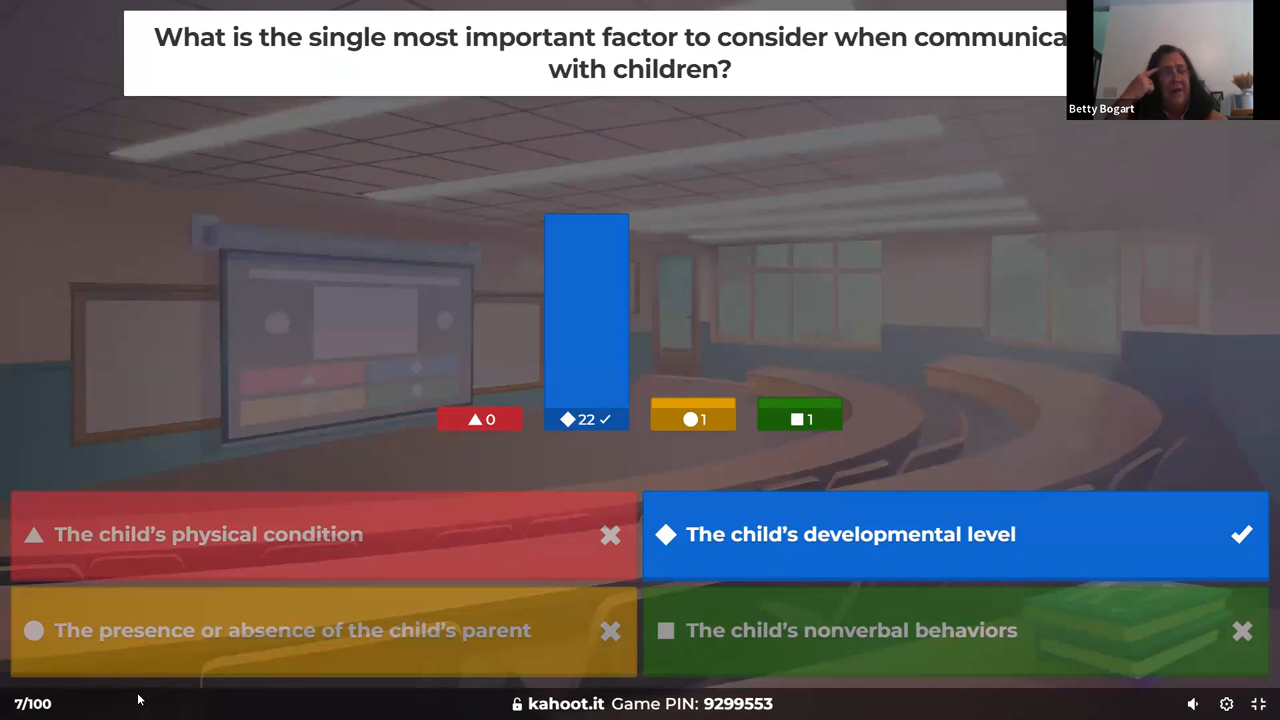 What is the single most important factor to consider when communica
with children?
Betty Bogart
0
22
1
1
The child's physical condition
The child's developmental level
The presence or absence of the child's parent
The child's nonverbal behaviors
7/100
kahoot.it Game PIN: 9299553